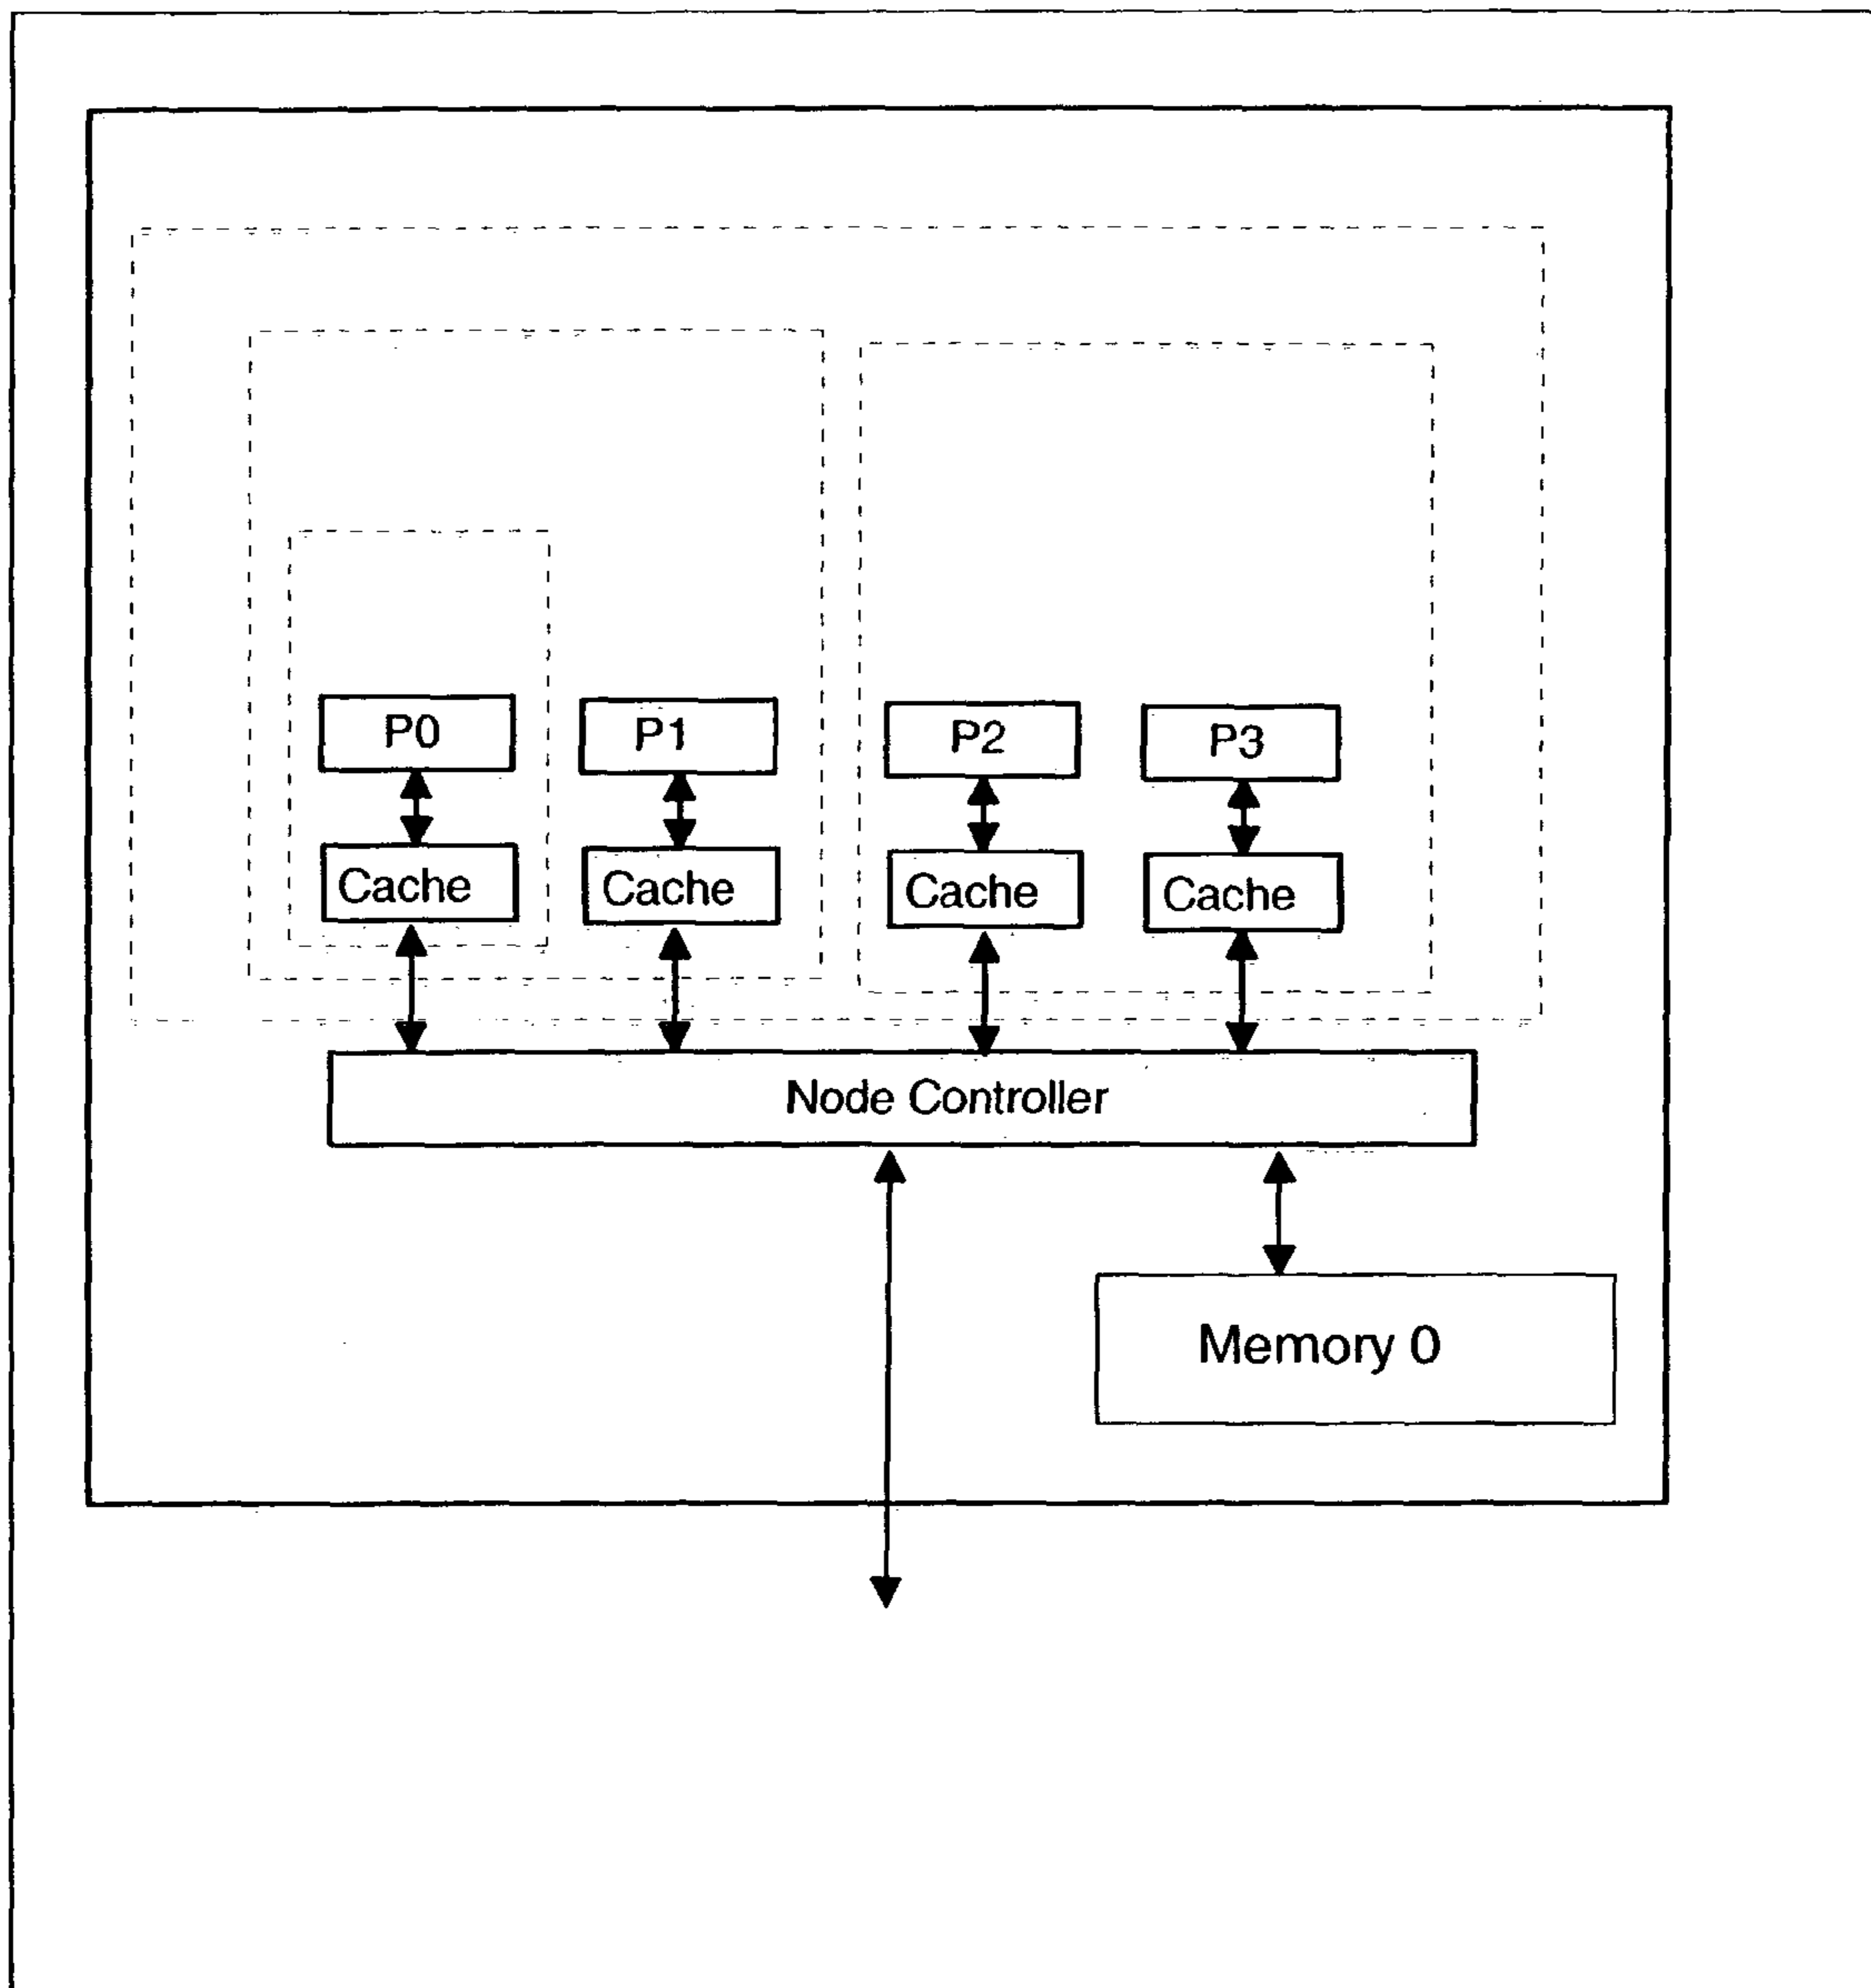 P0
P1
P2
P3
Cache
Cache
Cache
Cache
Node Controller
Memory 0